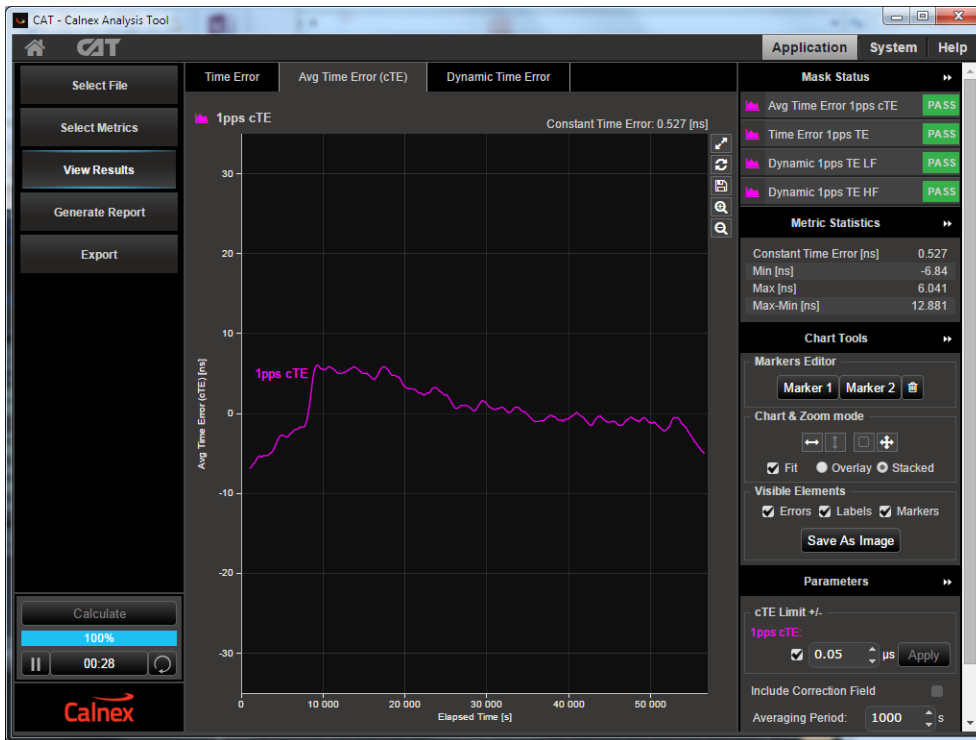 CAT - Calnex Analysis Tool
CAT
Application System Help
Select File
Select Metrics
View Results
Generate Report
Export
Calculate
100%
00:28
Calnex
Time Error Avg Time Error (cTE) Dynamic Time Error
1pps cTE
Constant Time Error: 0.527 [ns]
Avg Time Error (cTE) [ns]
30
20
10
0
-10
-20
-30
1pps cTE
0 10 000 20 000 30 000 40 000 50 000
Elapsed Time [s]
Mask Status
Avg Time Error 1pps cTE PASS
Time Error 1pps TE PASS
Dynamic 1pps TE LF PASS
Dynamic 1pps TE HF PASS
Metric Statistics
Constant Time Error [ns] 0.527
Min [ns] -6.84
Max [ns] 6.041
Max-Min [ns] 12.881
Chart Tools
Markers Editor
Marker 1 Marker 2
Chart & Zoom mode
Fit Overlay Stacked
Visible Elements
Errors Labels Markers
Save As Image
Parameters
cTE Limit +/-
1pps cTE:
0.05 µs Apply
Include Correction Field
Averaging Period: 1000 s